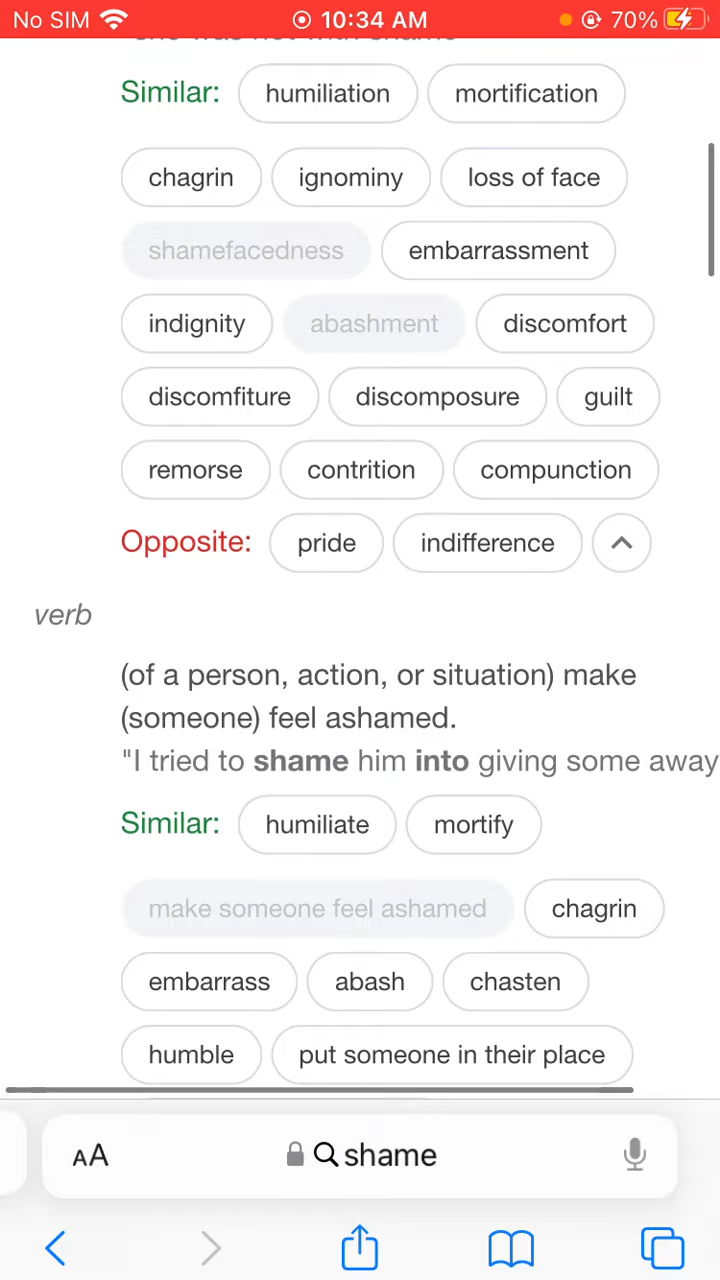 No SIM 10:34 AM 70%
Similar: humiliation mortification
chagrin ignominy loss of face
shamefacedness embarrassment
indignity abashment discomfort
discomfiture discomposure guilt
remorse contrition compunction
Opposite: pride indifference
verb
(of a person, action, or situation) make
(someone) feel ashamed.
"I tried to shame him into giving some away
Similar: humiliate mortify
make someone feel ashamed chagrin
embarrass abash chasten
humble put someone in their place
AA shame